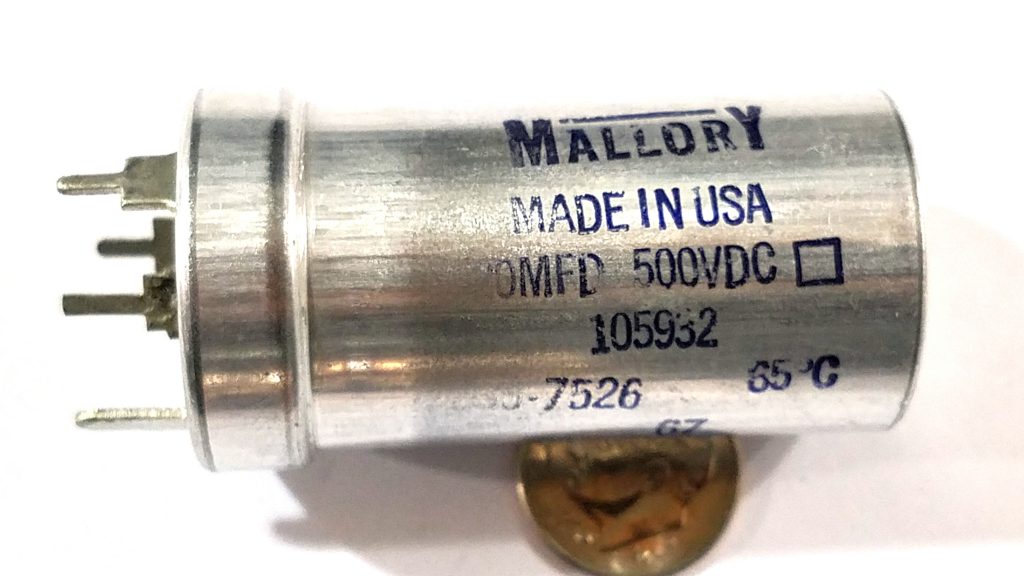 MALLORY
MADE IN USA
0MFD 500VDC
105932
-7526
65°C